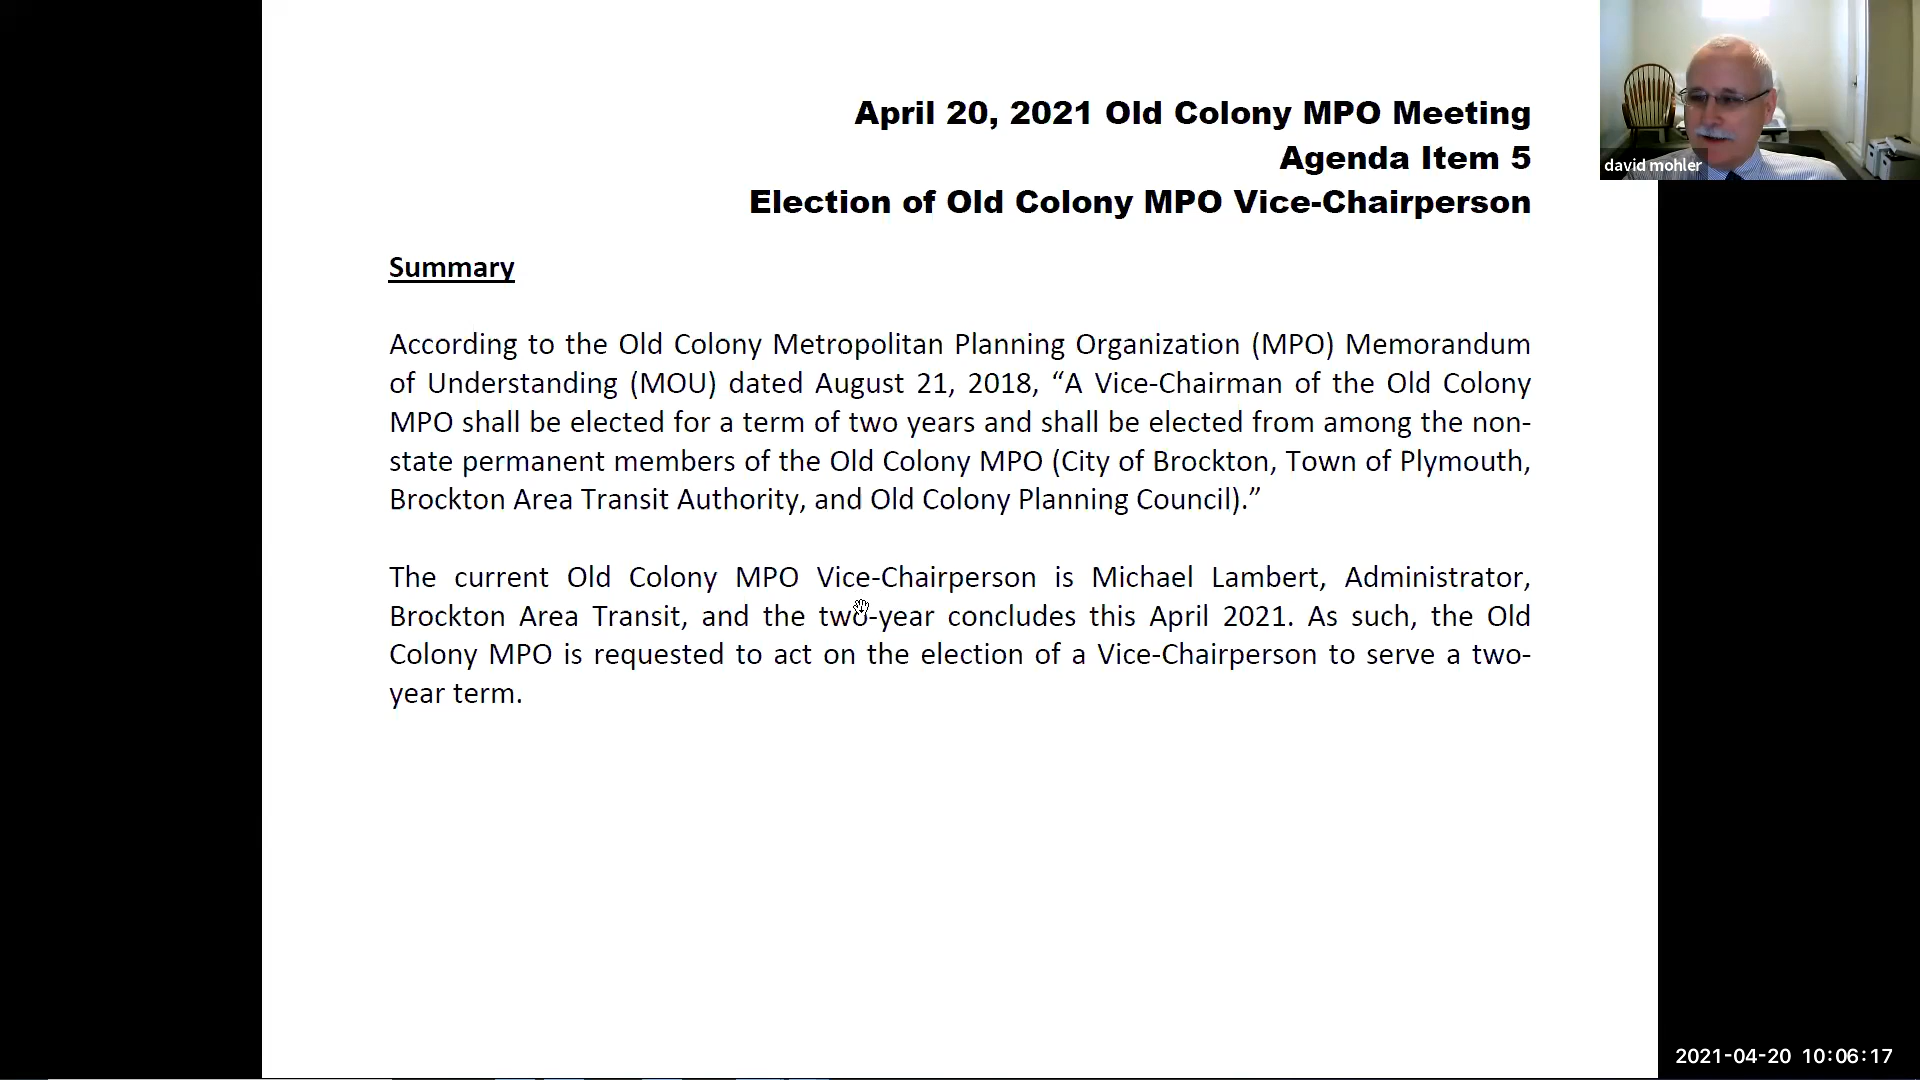 April 20, 2021 Old Colony MPO Meeting
Agenda Item 5
Election of Old Colony MPO Vice-Chairperson
david mohler
Summary
According to the Old Colony Metropolitan Planning Organization (MPO) Memorandum
of Understanding (MOU) dated August 21, 2018, “A Vice-Chairman of the Old Colony
MPO shall be elected for a term of two years and shall be elected from among the non-
state permanent members of the Old Colony MPO (City of Brockton, Town of Plymouth,
Brockton Area Transit Authority, and Old Colony Planning Council).”
The current Old Colony MPO Vice-Chairperson is Michael Lambert, Administrator,
Brockton Area Transit, and the two-year concludes this April 2021. As such, the Old
Colony MPO is requested to act on the election of a Vice-Chairperson to serve a two-
year term.
2021-04-20 10:06:17